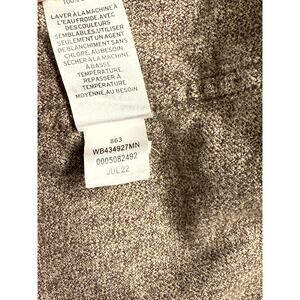 LAVER À LA MACHINE À
L'EAU FROIDE, AVEC
DES COULEURS
SEMBLABLES. UTILISER
SEULEMENT UN AGENT
DE BLANCHIMENT SANS
CHLORE, AU BESOIN.
SÉCHER À LA MACHINE
À BASSE
TEMPÉRATURE.
REPASSER À
TEMPÉRATURE
MOYENNE, AU BESOIN
863
WB434927MN
0005082492
JUL 22